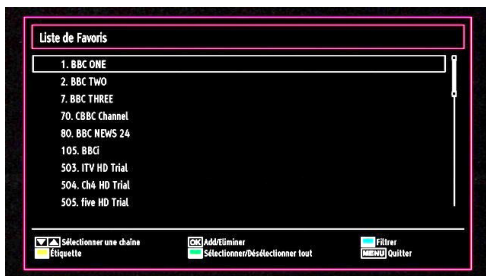 Liste de Favoris
1. BBC ONE
2. BBC TWO
7. BBC THREE
70. CBBC Channel
80. BBC NEWS 24
105. BBCi
503. ITV HD Trial
504. Ch4 HD Trial
505. five HD Trial
Sélectionner une chaîne OK Add/Eliminer Filtrer
Étiquette Sélectionner/Désélectionner tout MENU Quitter